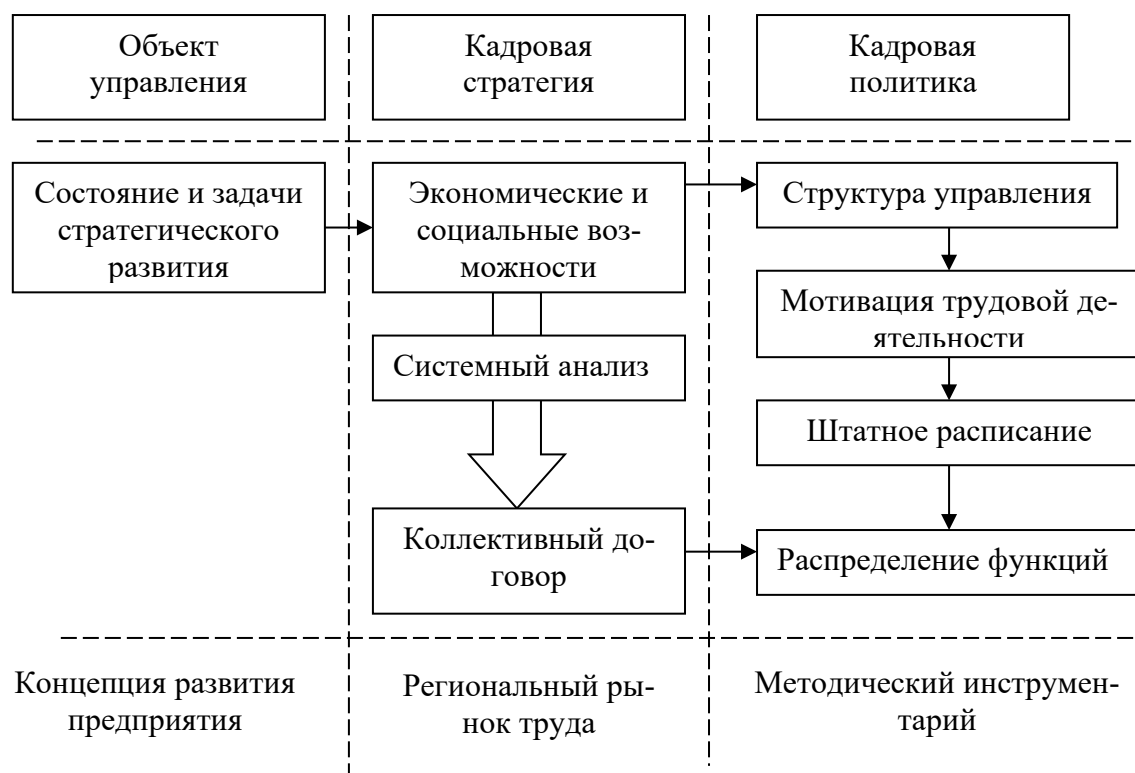 Объект
управления
Кадровая
стратегия
Кадровая
политика
Состояние и задачи
стратегического
развития
Экономические и
социальные воз-
можности
Структура управления
Мотивация трудовой де-
ятельности
Системный анализ
Штатное расписание
Коллективный до-
говор
Распределение функций
Концепция развития
предприятия
Региональный ры-
нок труда
Методический инструмен-
тарий